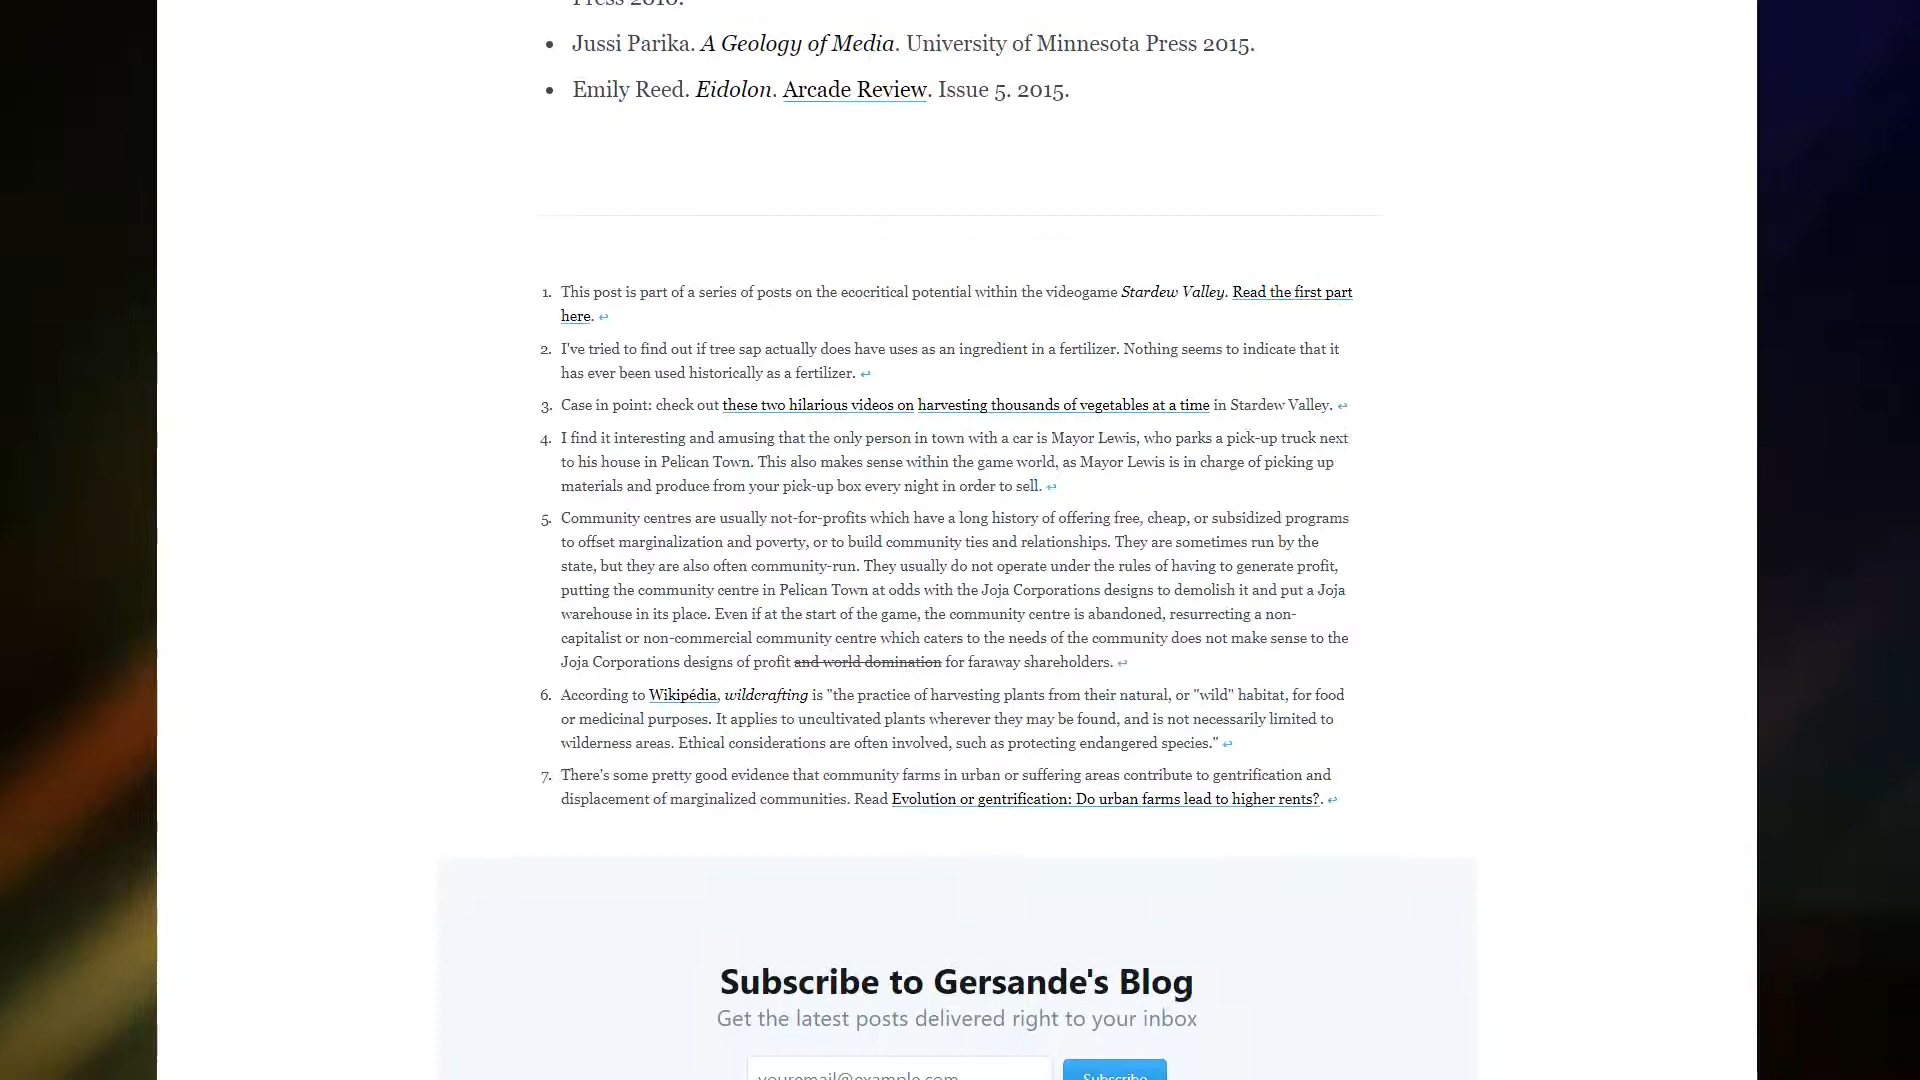 Press 2016.
• Jussi Parika. A Geology of Media. University of Minnesota Press 2015.
• Emily Reed. Eidolon. Arcade Review. Issue 5. 2015.
1. This post is part of a series of posts on the ecocritical potential within the videogame Stardew Valley. Read the first part
here. ↩
2. I've tried to find out if tree sap actually does have uses as an ingredient in a fertilizer. Nothing seems to indicate that it
has ever been used historically as a fertilizer. ↩
3. Case in point: check out these two hilarious videos on harvesting thousands of vegetables at a time in Stardew Valley. ↩
4. I find it interesting and amusing that the only person in town with a car is Mayor Lewis, who parks a pick-up truck next
to his house in Pelican Town. This also makes sense within the game world, as Mayor Lewis is in charge of picking up
materials and produce from your pick-up box every night in order to sell. ↩
5. Community centres are usually not-for-profits which have a long history of offering free, cheap, or subsidized programs
to offset marginalization and poverty, or to build community ties and relationships. They are sometimes run by the
state, but they are also often community-run. They usually do not operate under the rules of having to generate profit,
putting the community centre in Pelican Town at odds with the Joja Corporations designs to demolish it and put a Joja
warehouse in its place. Even if at the start of the game, the community centre is abandoned, resurrecting a non-
capitalist or non-commercial community centre which caters to the needs of the community does not make sense to the
Joja Corporations designs of profit and world domination for faraway shareholders. ↩
6. According to Wikipédia, wildcrafting is "the practice of harvesting plants from their natural, or "wild" habitat, for food
or medicinal purposes. It applies to uncultivated plants wherever they may be found, and is not necessarily limited to
wilderness areas. Ethical considerations are often involved, such as protecting endangered species." ↩
7. There's some pretty good evidence that community farms in urban or suffering areas contribute to gentrification and
displacement of marginalized communities. Read Evolution or gentrification: Do urban farms lead to higher rents?. ↩
Subscribe to Gersande's Blog
Get the latest posts delivered right to your inbox
youremail@example.com
Subscribe